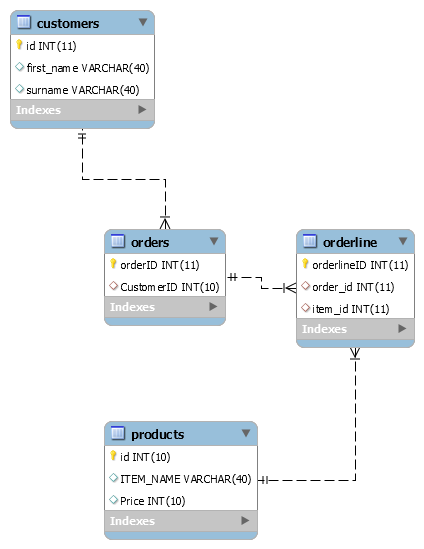 customers
id INT(11)
first_name VARCHAR(40)
surname VARCHAR(40)
Indexes
orders
orderID INT(11)
CustomerID INT(10)
Indexes
orderline
orderlineID INT(11)
order_id INT(11)
item_id INT(11)
Indexes
products
id INT(10)
ITEM_NAME VARCHAR(40)
Price INT(10)
Indexes